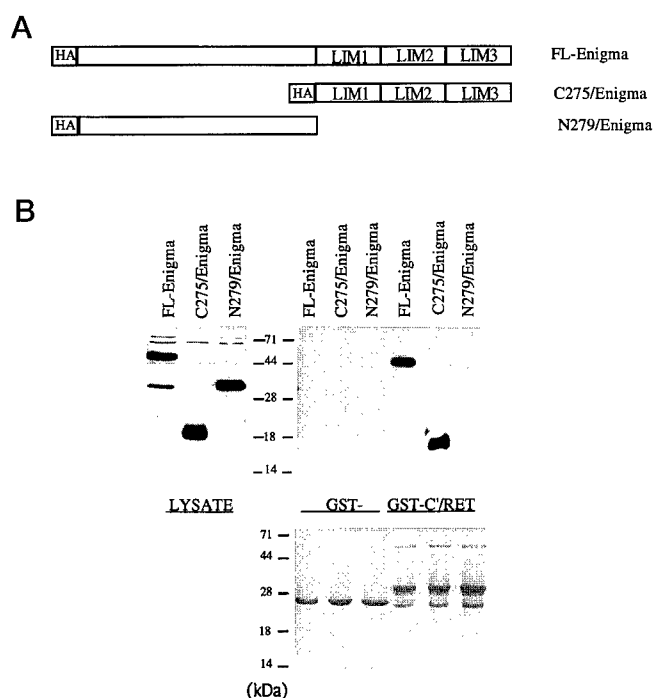 A
HA LIM1 LIM2 LIM3 FL-Enigma
HA LIM1 LIM2 LIM3 C275/Enigma
HA N279/Enigma
B
FL-Enigma
C275/Enigma
N279/Enigma
FL-Enigma
C275/Enigma
N279/Enigma
FL-Enigma
C275/Enigma
N279/Enigma
71
44
28
18
14
LYSATE GST- GST-C'/RET
71
44
28
18
14
(kDa)